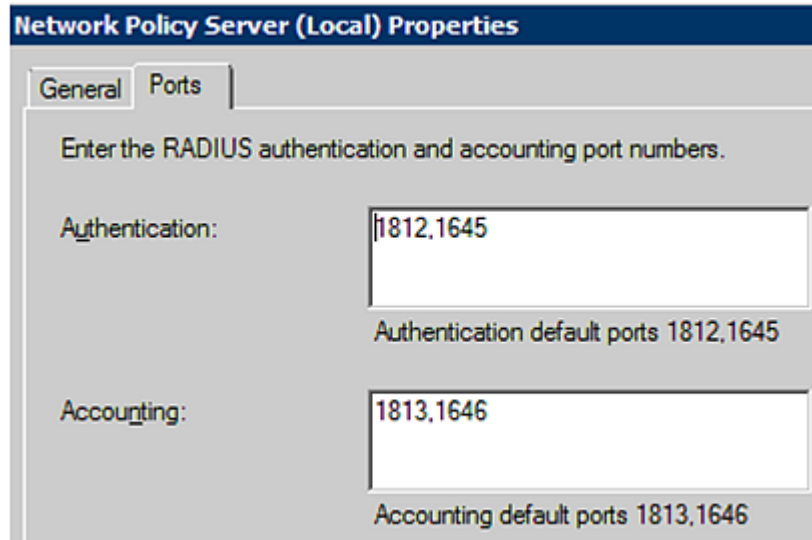 Network Policy Server (Local) Properties
General Ports
Enter the RADIUS authentication and accounting port numbers.
Authentication: 1812,1645
Authentication default ports 1812,1645
Accounting: 1813,1646
Accounting default ports 1813,1646